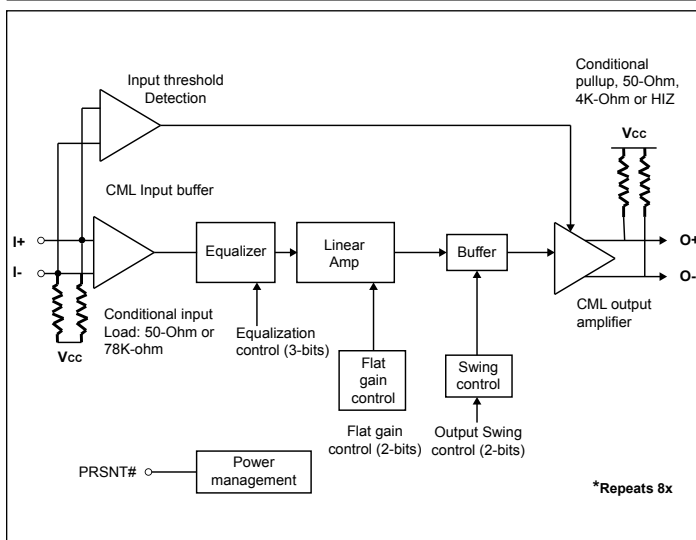 Input threshold
Detection
Conditional
pullup, 50-Ohm,
4K-Ohm or HIZ
Vcc
CML Input buffer
I+
I-
Equalizer
Linear
Amp
Buffer
O+
O-
CML output
amplifier
Conditional input
Load: 50-Ohm or
78K-ohm
Vcc
Equalization
control (3-bits)
Flat
gain
control
Swing
control
Flat gain
control (2-bits)
Output Swing
control (2-bits)
PRSNT#
Power
management
*Repeats 8x